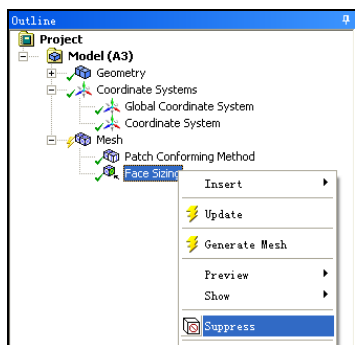 Outline
Project
Model (A3)
Geometry
Coordinate Systems
Global Coordinate System
Coordinate System
Mesh
Patch Conforming Method
Face Sizing
Insert
Update
Generate Mesh
Preview
Show
Suppress